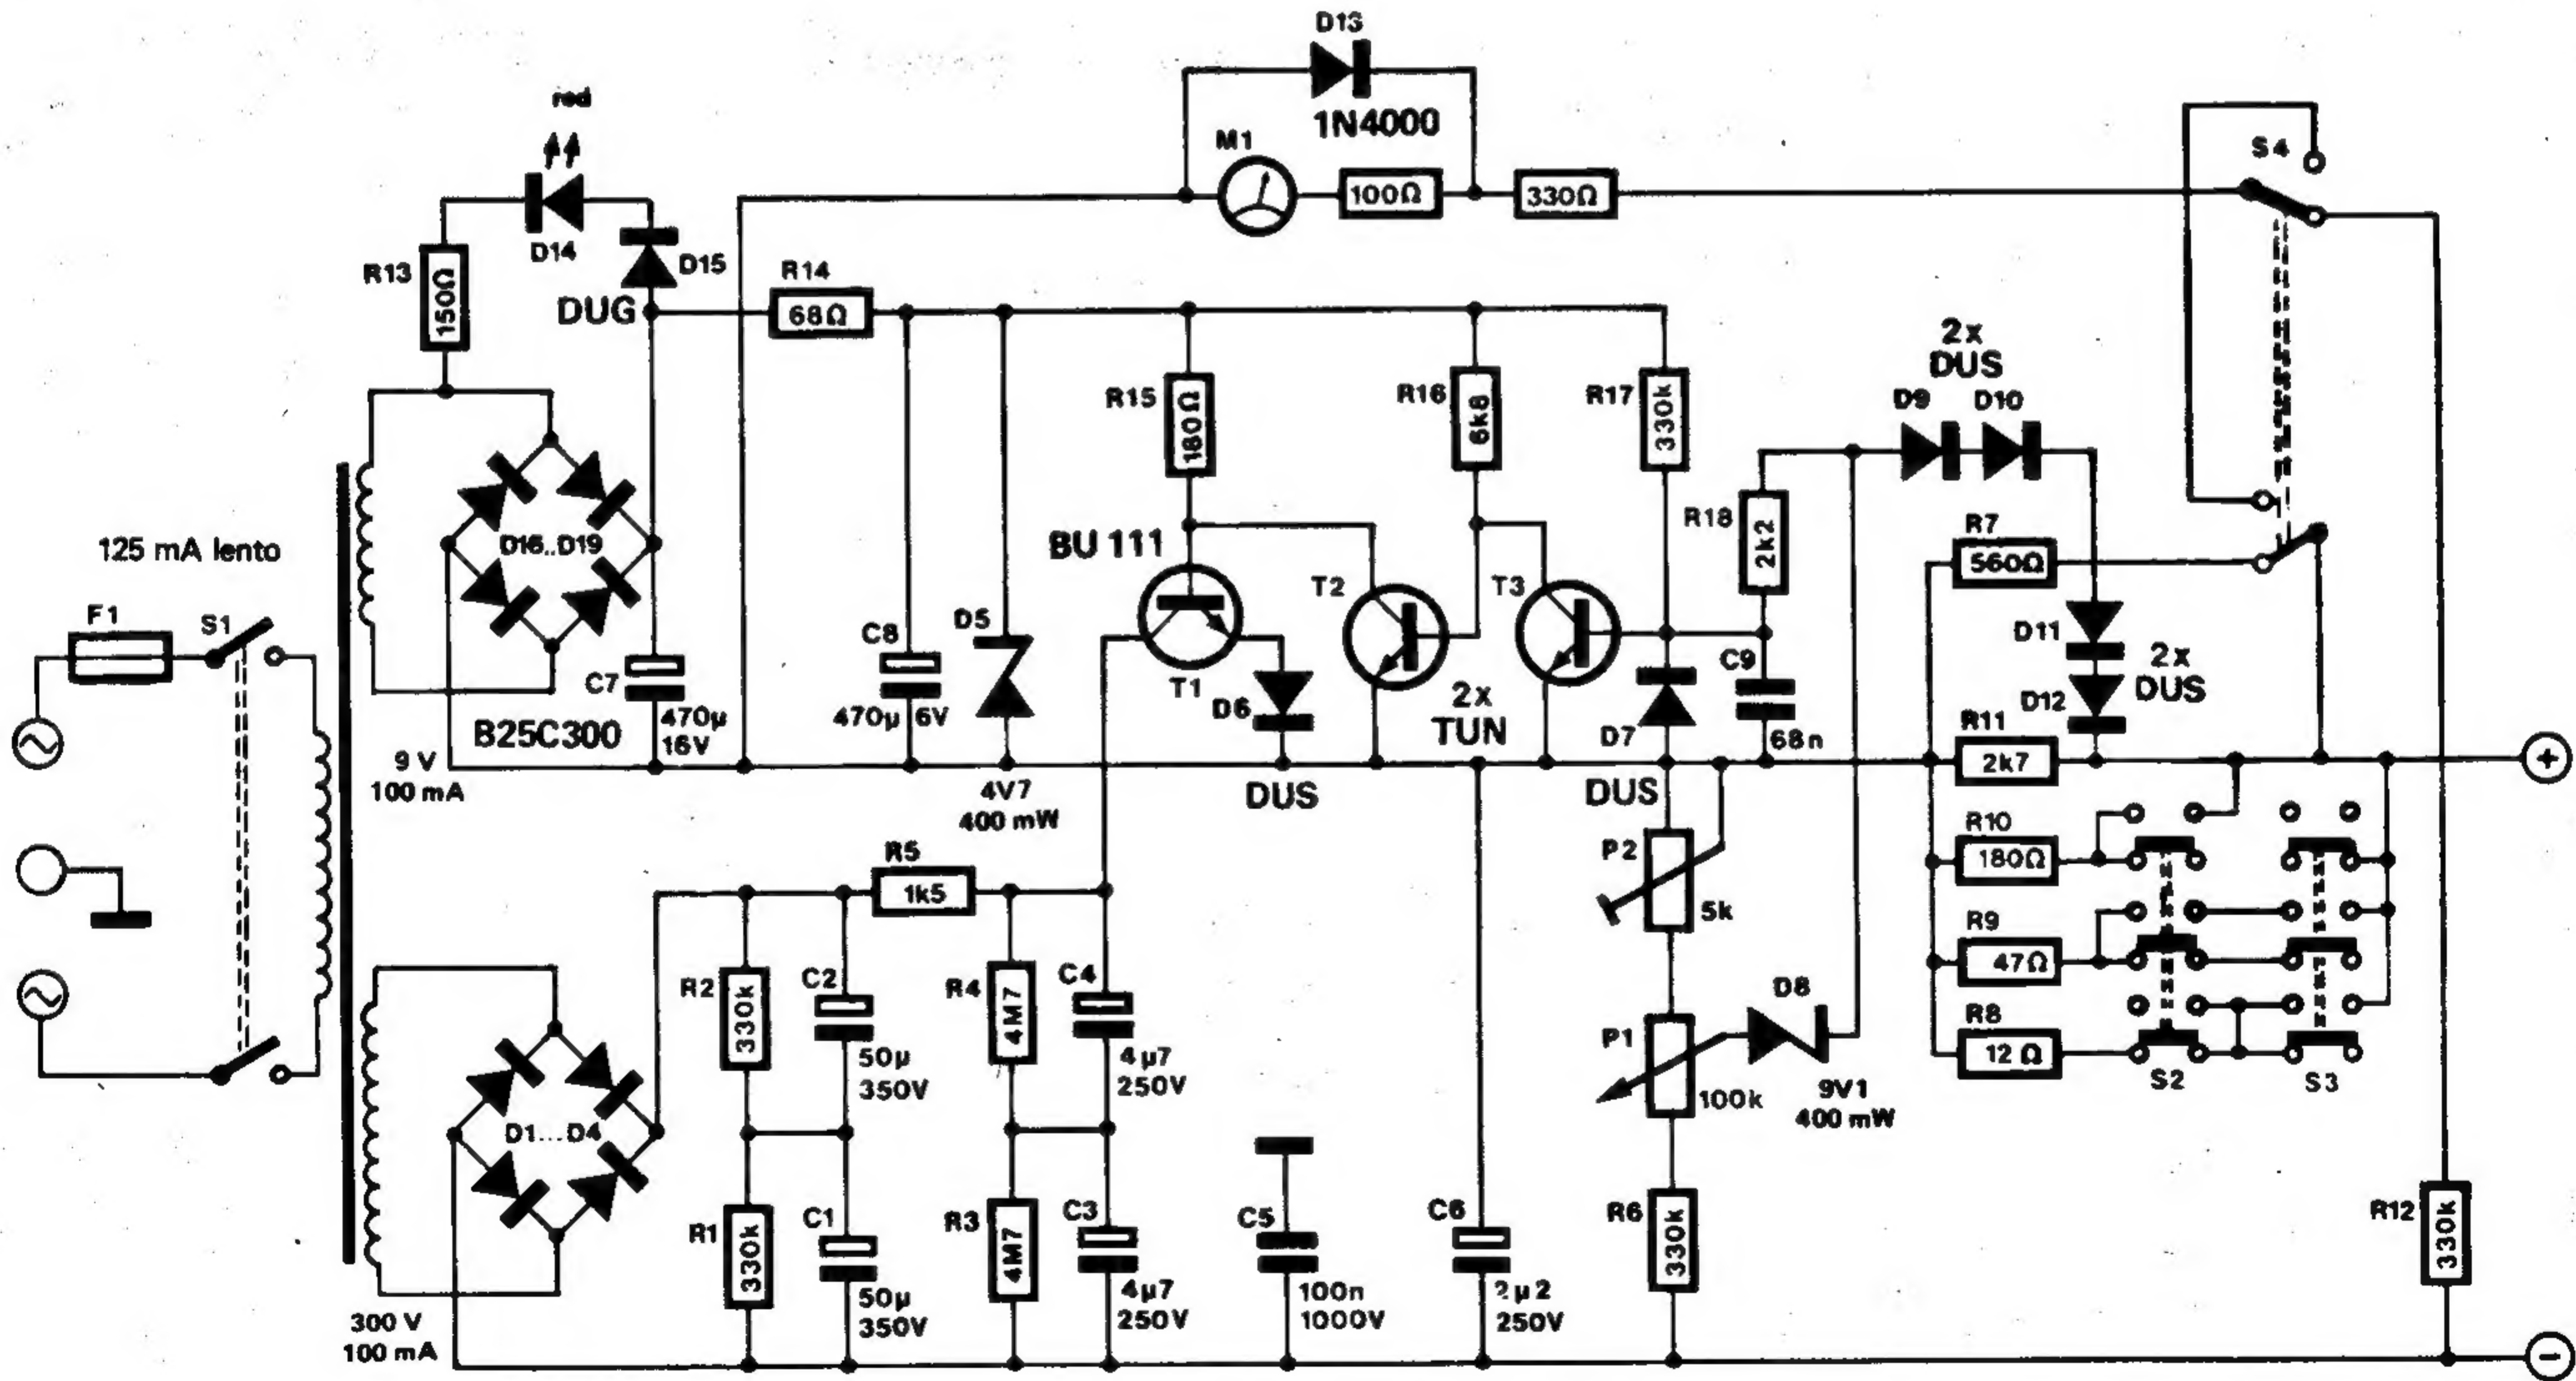 D13
1N4000
red
M1
100Ω
330Ω
S4
D14
D15
R13
150Ω
DUG
R14
68Ω
2x
DUS
D9
D10
R15
180Ω
R16
6k8
R17
330k
R18
2k2
R7
560Ω
125 mA lento
D16..D19
BU 111
F1
S1
T2
T3
D11
C8
D5
C9
2x
DUS
C7
T1
D6
2x
TUN
D7
D12
470µ
16V
470µ
6V
68n
R11
2k7
B25C300
9 V
100 mA
4V7
400 mW
DUS
DUS
+
R5
1k5
P2
5k
R10
180Ω
R9
47Ω
R2
330k
C2
50µ
350V
R4
4M7
C4
4µ7
250V
D8
P1
100k
9V1
400 mW
R8
12 Ω
S2
S3
D1...D4
R1
330k
C1
50µ
350V
R3
4M7
C3
4µ7
250V
C5
100n
1000V
C6
2µ2
250V
R6
330k
R12
330k
300 V
100 mA
−